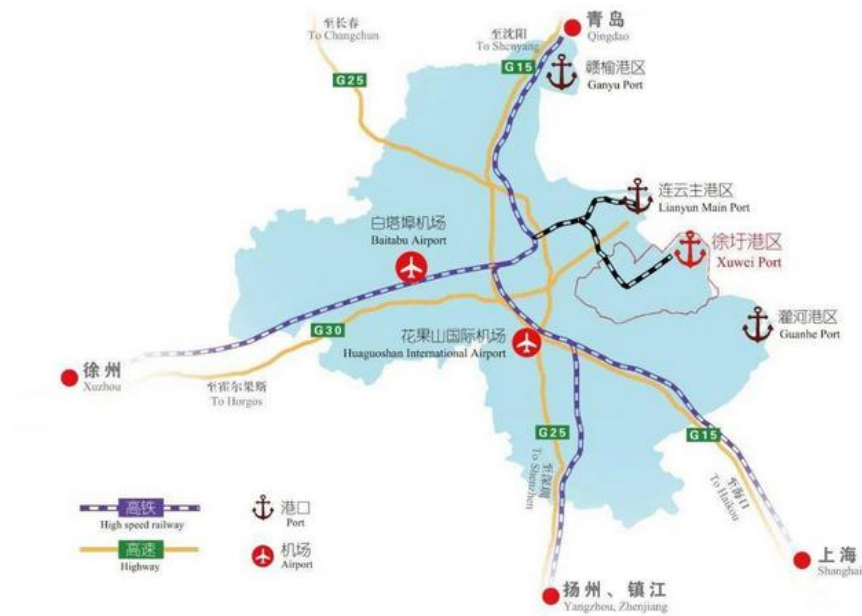 至长春
To Changchun
G25
至沈阳
To Shenyang
G15
青岛
Qingdao
赣榆港区
Ganyu Port
连云主港区
Lianyun Main Port
白塔埠机场
Baitabu Airport
徐圩港区
Xuwei Port
灌河港区
Guanhe Port
G30
花果山国际机场
Huaguoshan International Airport
徐州
Xuzhou
至霍尔果斯
To Horgos
G25
至深圳
To Shenzhen
G15
至海口
To Haikou
高铁
High speed railway
港口
Port
高速
Highway
机场
Airport
扬州、镇江
Yangzhou, Zhenjiang
上海
Shanghai